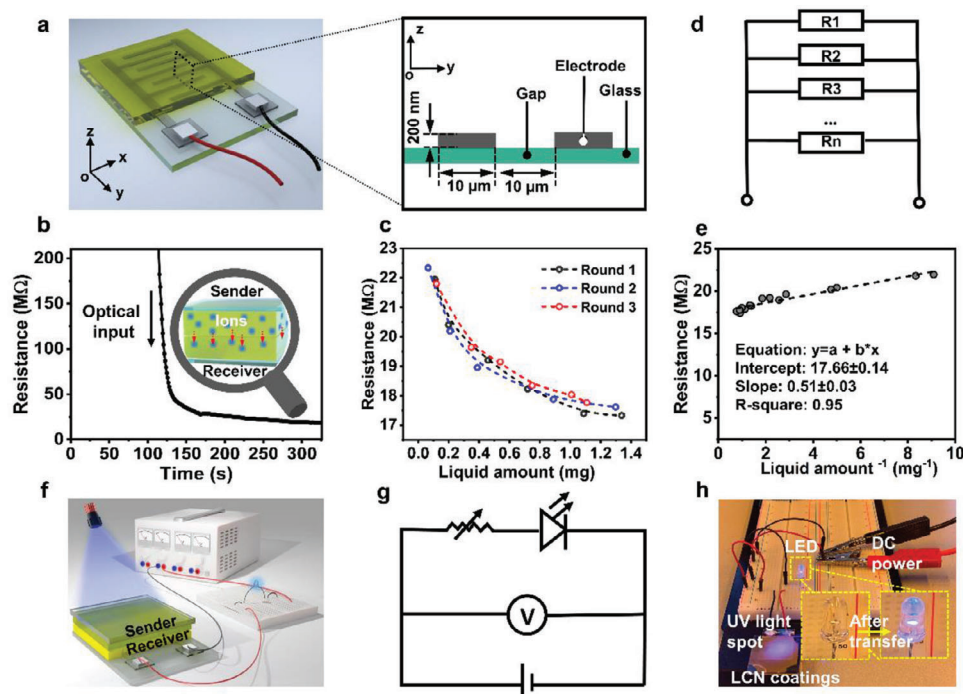 a
z
x
o
y
z
o
y
Electrode
Gap
Glass
200 nm
10 μm
10 μm
d
R1
R2
R3
...
Rn
b
Resistance (MΩ)
200
150
100
50
0
Optical
input
Sender
Ions
Receiver
0 50 100 150 200 250 300
Time (s)
c
Resistance (MΩ)
23
22
21
20
19
18
17
16
Round 1
Round 2
Round 3
0.0 0.2 0.4 0.6 0.8 1.0 1.2 1.4
Liquid amount (mg)
e
Resistance (MΩ)
25
20
15
10
5
0
Equation: y=a + b*x
Intercept: 17.66±0.14
Slope: 0.51±0.03
R-square: 0.95
0 2 4 6 8 10
Liquid amount ⁻¹ (mg⁻¹)
f
Sender
Receiver
g
V
h
LED
DC
power
UV light
spot
After
transfer
LCN coatings